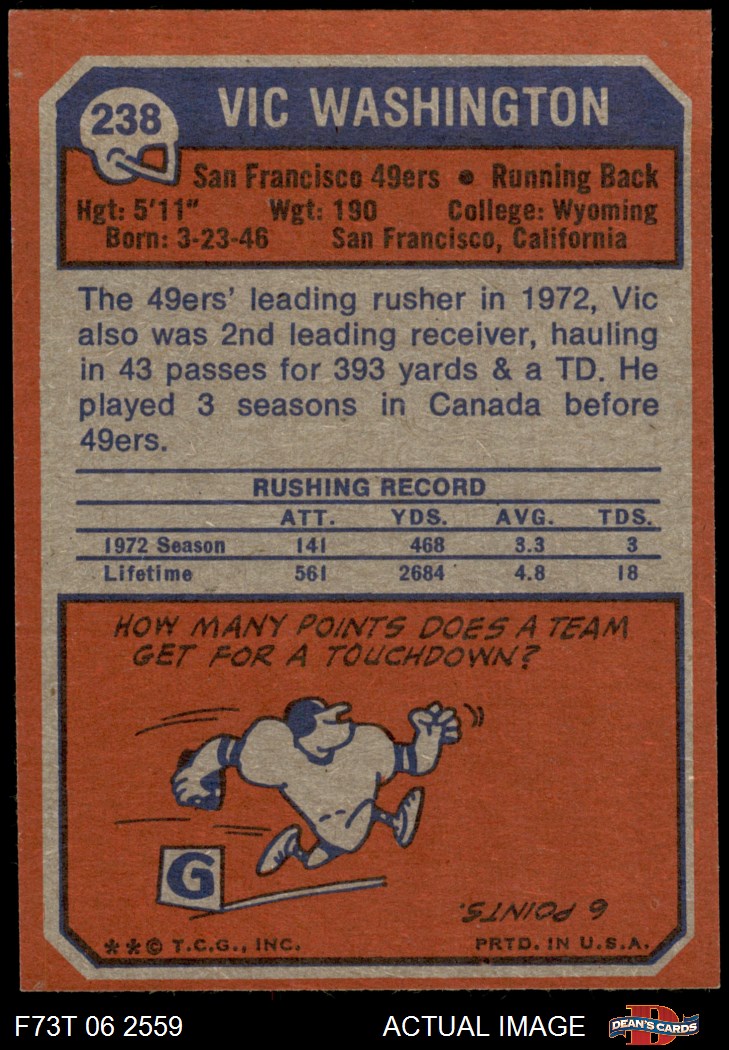 238
VIC WASHINGTON
San Francisco 49ers • Running Back
Hgt: 5'11" Wgt: 190 College: Wyoming
Born: 3-23-46 San Francisco, California
The 49ers' leading rusher in 1972, Vic
also was 2nd leading receiver, hauling
in 43 passes for 393 yards & a TD. He
played 3 seasons in Canada before
49ers.
RUSHING RECORD
ATT. YDS. AVG. TDS.
1972 Season 141 468 3.3 3
Lifetime 561 2684 4.8 18
HOW MANY POINTS DOES A TEAM
GET FOR A TOUCHDOWN?
G
6 POINTS.
**© T.C.G., INC. PRTD. IN U.S.A.
F73T 06 2559 ACTUAL IMAGE
D
DEAN'S CARDS